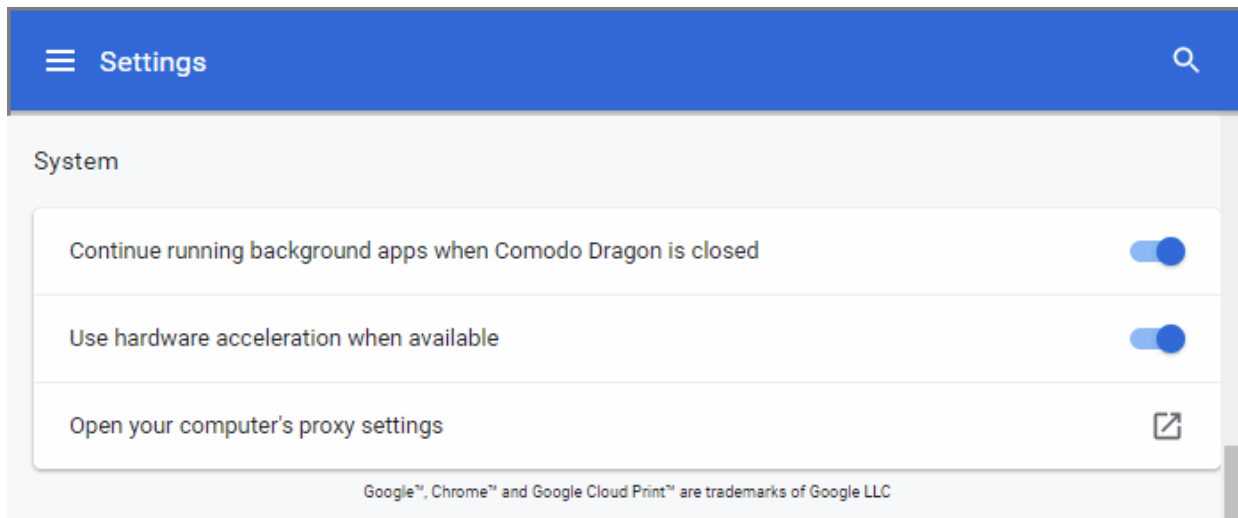 Settings
System
Continue running background apps when Comodo Dragon is closed
Use hardware acceleration when available
Open your computer's proxy settings
Google™, Chrome™ and Google Cloud Print™ are trademarks of Google LLC